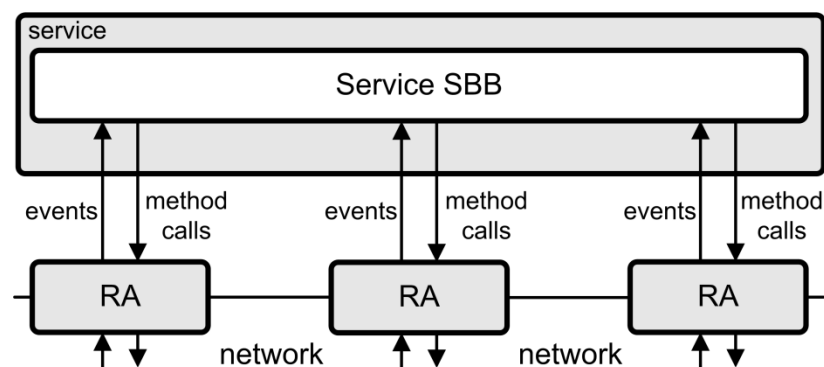 service
Service SBB
events
method
calls
events
method
calls
events
method
calls
RA
RA
RA
network
network